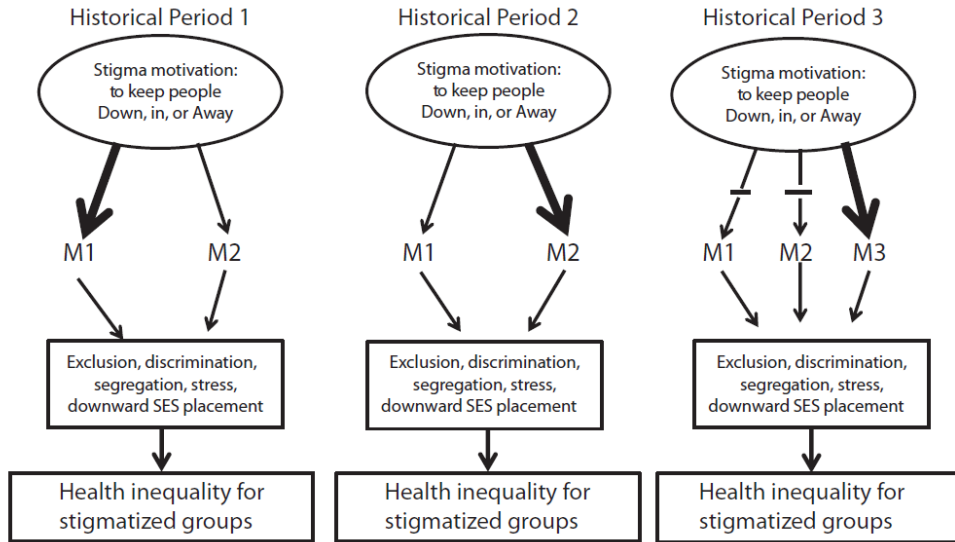 Historical Period 1
Stigma motivation:
to keep people
Down, in, or Away
M1
M2
Exclusion, discrimination,
segregation, stress,
downward SES placement
Health inequality for
stigmatized groups
Historical Period 2
Stigma motivation:
to keep people
Down, in, or Away
M1
M2
Exclusion, discrimination,
segregation, stress,
downward SES placement
Health inequality for
stigmatized groups
Historical Period 3
Stigma motivation:
to keep people
Down, in, or Away
M1
M2
M3
Exclusion, discrimination,
segregation, stress,
downward SES placement
Health inequality for
stigmatized groups